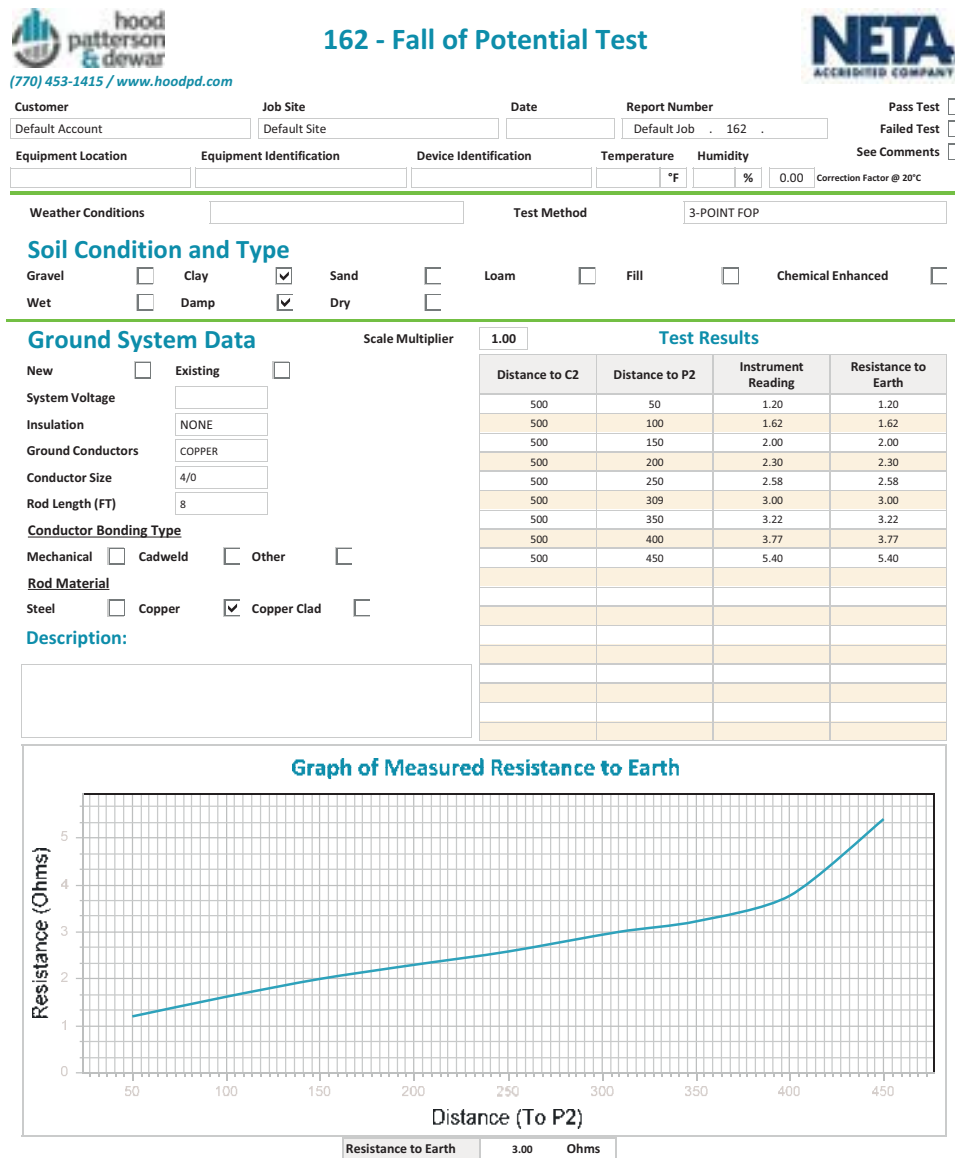 hood
patterson
& dewar
162 - Fall of Potential Test
NETA
ACCREDITED COMPANY
(770) 453-1415 / www.hoodpd.com
Customer Job Site Date Report Number Pass Test
Default Account Default Site Default Job . 162 . Failed Test
Equipment Location Equipment Identification Device Identification Temperature Humidity See Comments
°F % 0.00 Correction Factor @ 20°C
Weather Conditions Test Method 3-POINT FOP
Soil Condition and Type
Gravel Clay Sand Loam Fill Chemical Enhanced
Wet Damp Dry
Ground System Data Scale Multiplier 1.00 Test Results
New Existing
System Voltage
Insulation NONE
Ground Conductors COPPER
Conductor Size 4/0
Rod Length (FT) 8
Conductor Bonding Type
Mechanical Cadweld Other
Rod Material
Steel Copper Copper Clad
Description:
Distance to C2 Distance to P2 Instrument Reading Resistance to Earth
500 50 1.20 1.20
500 100 1.62 1.62
500 150 2.00 2.00
500 200 2.30 2.30
500 250 2.58 2.58
500 309 3.00 3.00
500 350 3.22 3.22
500 400 3.77 3.77
500 450 5.40 5.40
Graph of Measured Resistance to Earth
Resistance (Ohms)
5
4
3
2
1
0
50 100 150 200 250 300 350 400 450
Distance (To P2)
Resistance to Earth 3.00 Ohms